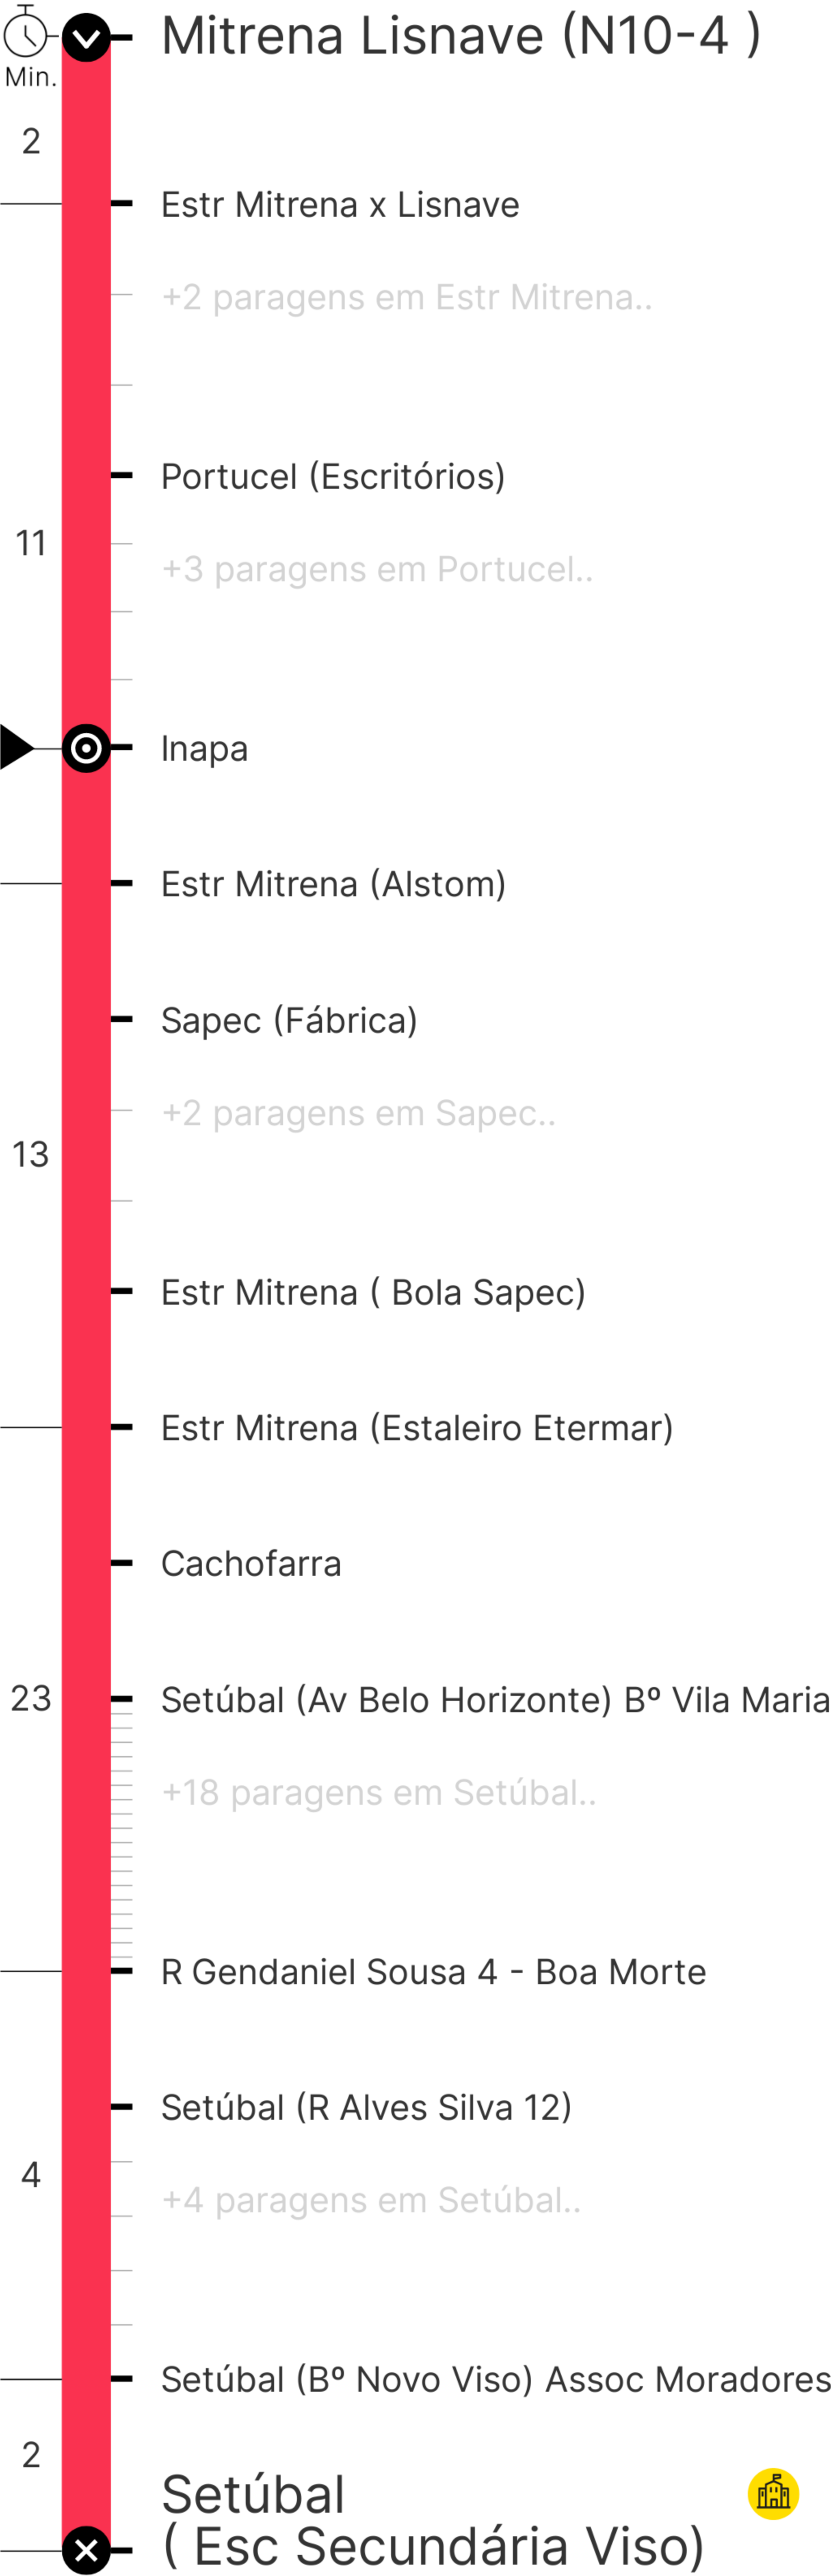 Mitrena Lisnave (N10-4 )
Min.
2
Estr Mitrena x Lisnave
+2 paragens em Estr Mitrena..
Portucel (Escritórios)
11
+3 paragens em Portucel..
Inapa
Estr Mitrena (Alstom)
Sapec (Fábrica)
+2 paragens em Sapec..
13
Estr Mitrena ( Bola Sapec)
Estr Mitrena (Estaleiro Etermar)
Cachofarra
23
Setúbal (Av Belo Horizonte) Bº Vila Maria
+18 paragens em Setúbal..
R Gendaniel Sousa 4 - Boa Morte
Setúbal (R Alves Silva 12)
4
+4 paragens em Setúbal..
Setúbal (Bº Novo Viso) Assoc Moradores
2
Setúbal
( Esc Secundária Viso)